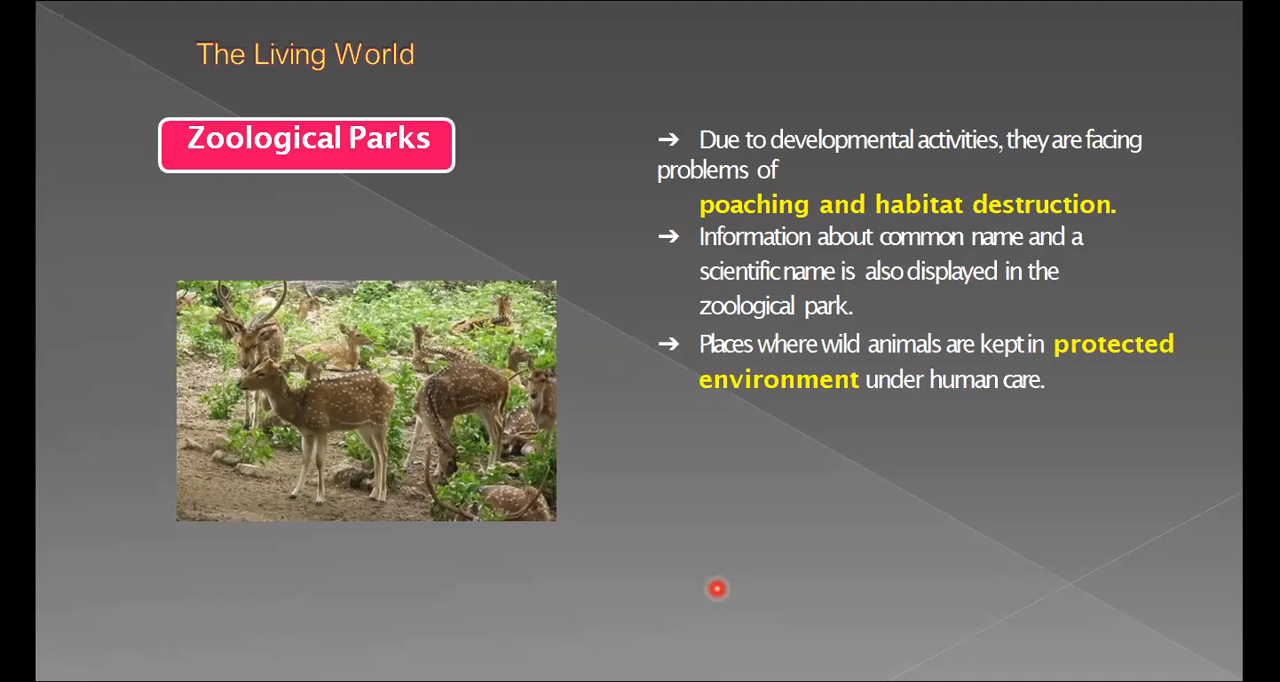 The Living World
Zoological Parks
➔ Due to developmental activities, they are facing
problems of
poaching and habitat destruction.
➔ Information about common name and a
scientific name is also displayed in the
zoological park.
➔ Places where wild animals are kept in protected
environment under human care.